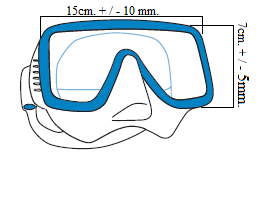 15cm. + / - 10 mm.
7cm. + / - 5mm.